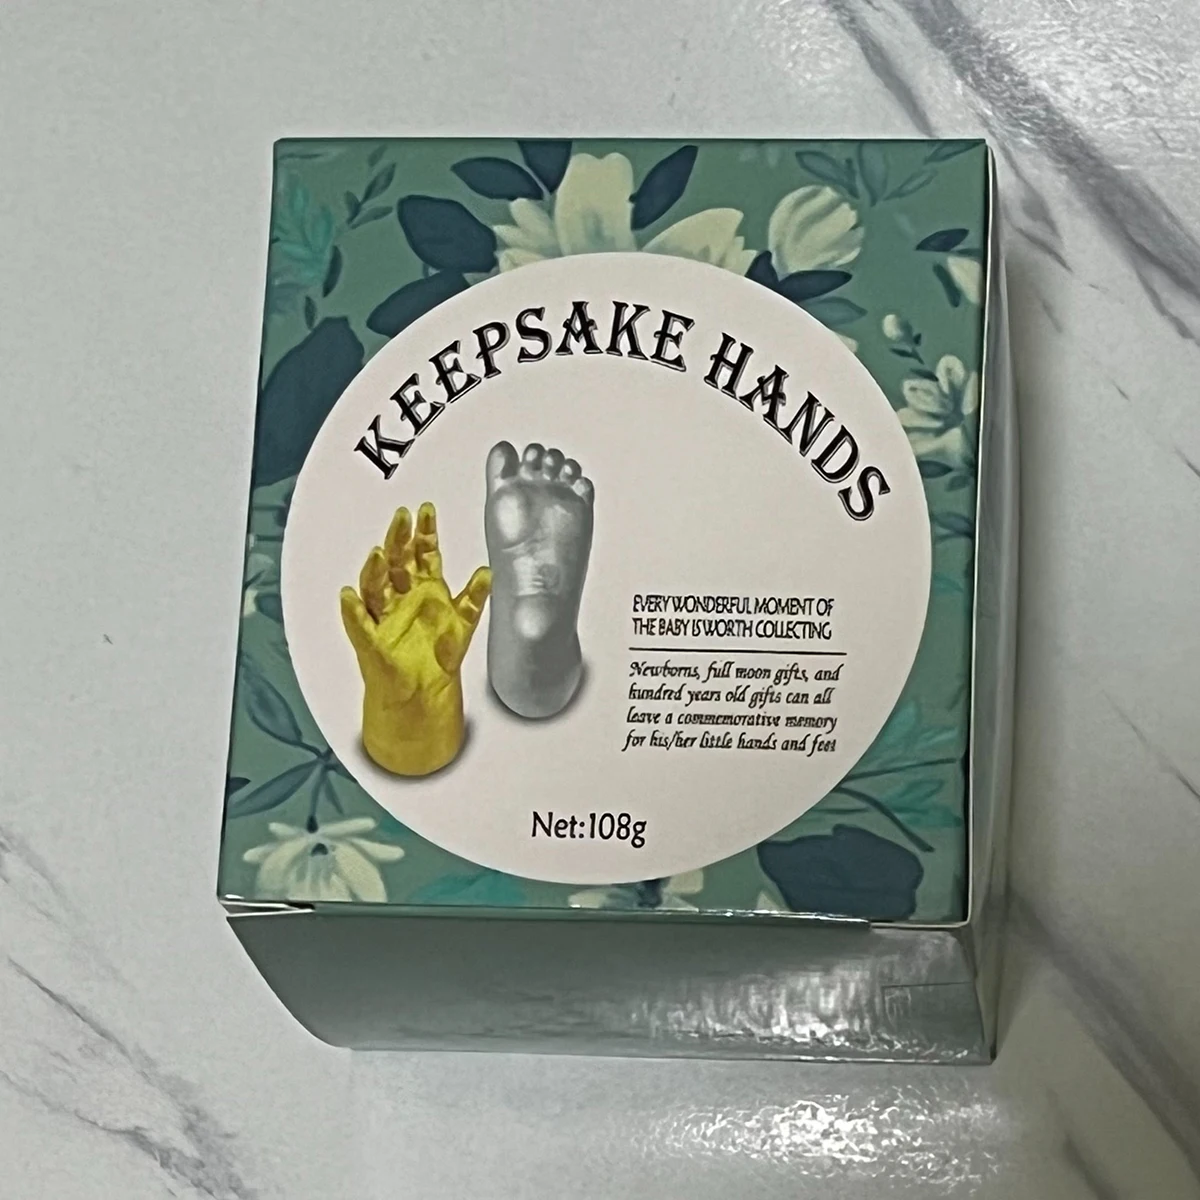 KEEPSAKE HANDS
EVERY WONDERFUL MOMENT OF
THE BABY IS WORTH COLLECTING
Newborns, full moon gifts, and
hundred years old gifts can all
leave a commemorative memory
for his/her little hands and feet
Net:108g